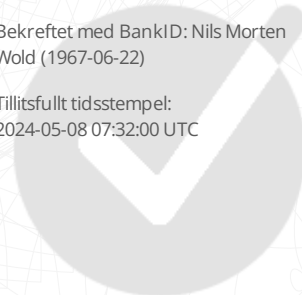 Bekreftet med BankID: Nils Morten
Wold (1967-06-22)
Tillitsfullt tidsstempel:
2024-05-08 07:32:00 UTC